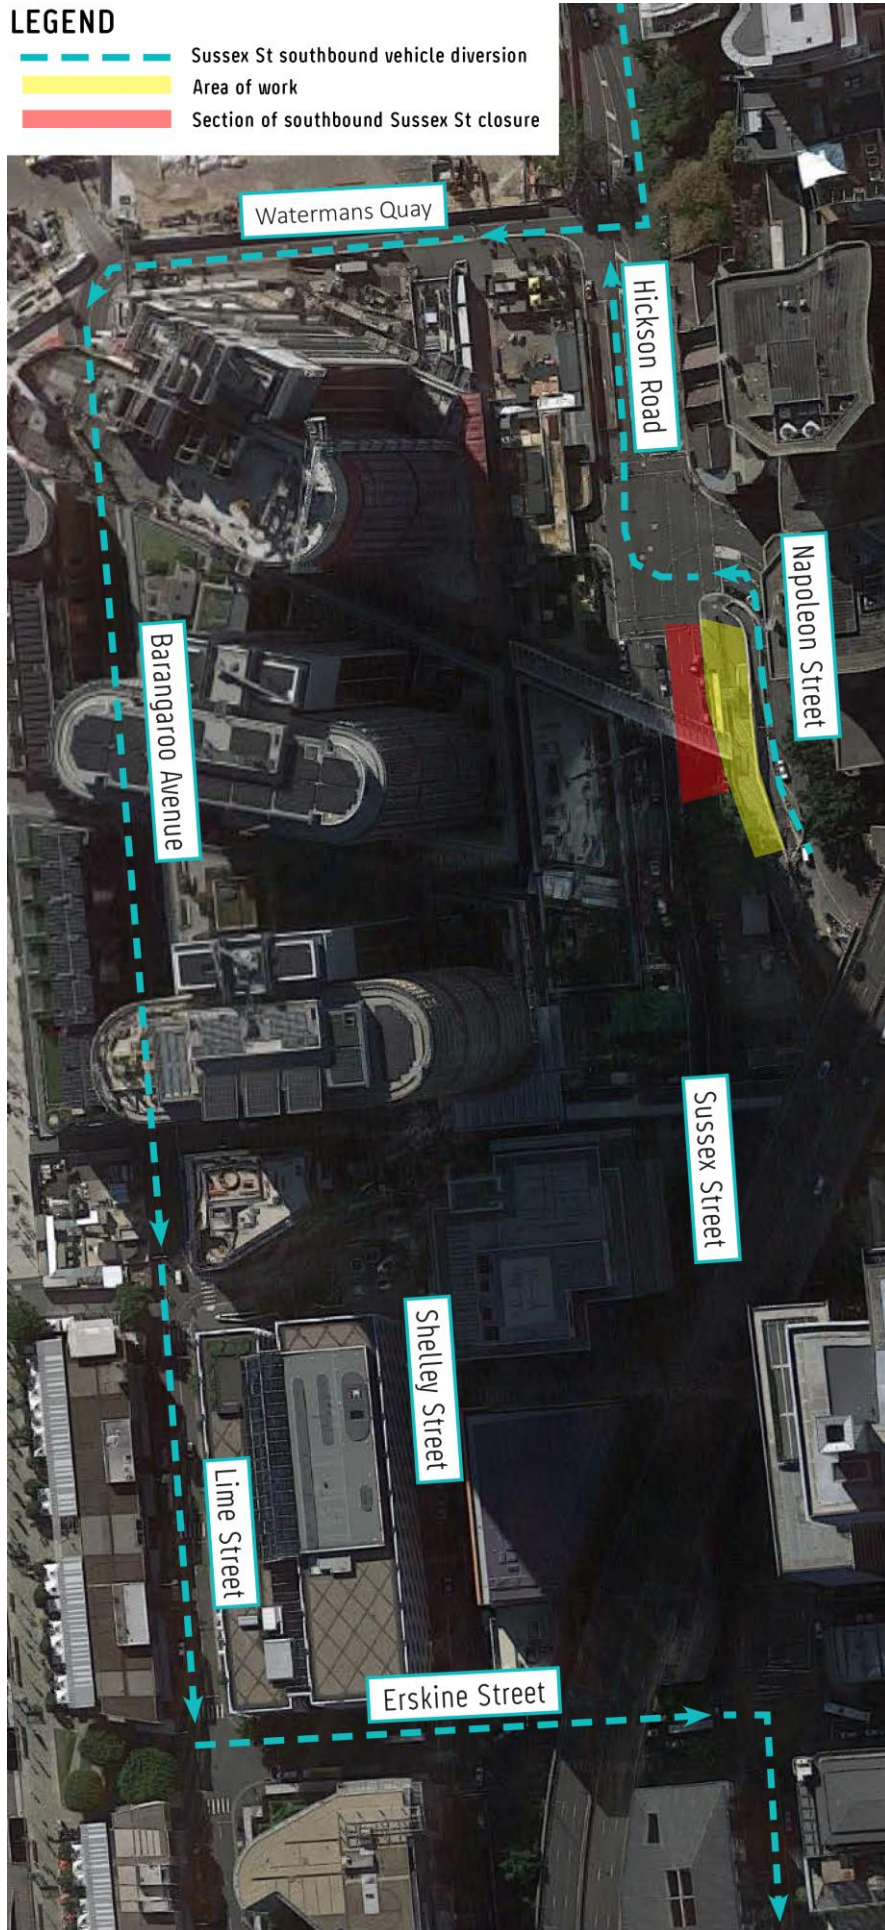 LEGEND
Sussex St southbound vehicle diversion
Area of work
Section of southbound Sussex St closure
Watermans Quay
Hickson Road
Napoleon Street
Barangaroo Avenue
Sussex Street
Shelley Street
Lime Street
Erskine Street